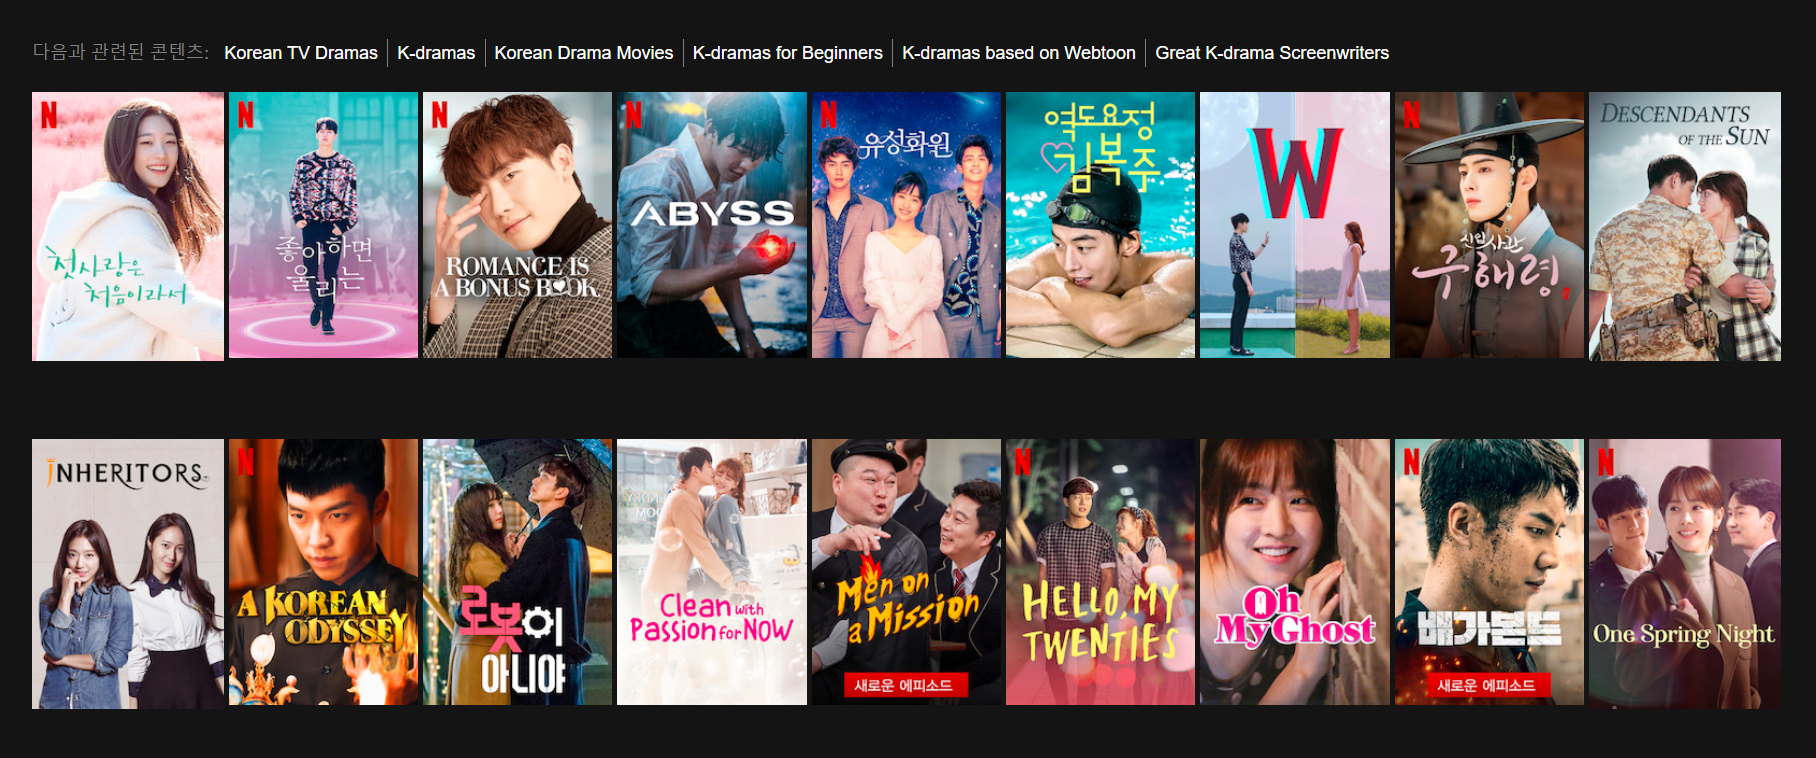 다음과 관련된 콘텐츠: Korean TV Dramas K-dramas Korean Drama Movies K-dramas for Beginners K-dramas based on Webtoon Great K-drama Screenwriters
N
첫사랑은
처음이라서
N
좋아하면
울리는
N
ROMANCE IS
A BONUS BOOK
N
ABYSS
N
유성화원
역도요정
김복주
W
N
신입사관
구해령
DESCENDANTS
OF THE SUN
INHERITORS
N
A KOREAN
ODYSSEY
로봇이
아니야
Clean with
Passion for NOW
Men on
a Mission
새로운 에피소드
N
HELLO, MY
TWENTIES
Oh
My Ghost
N
배가본드
새로운 에피소드
N
One Spring Night